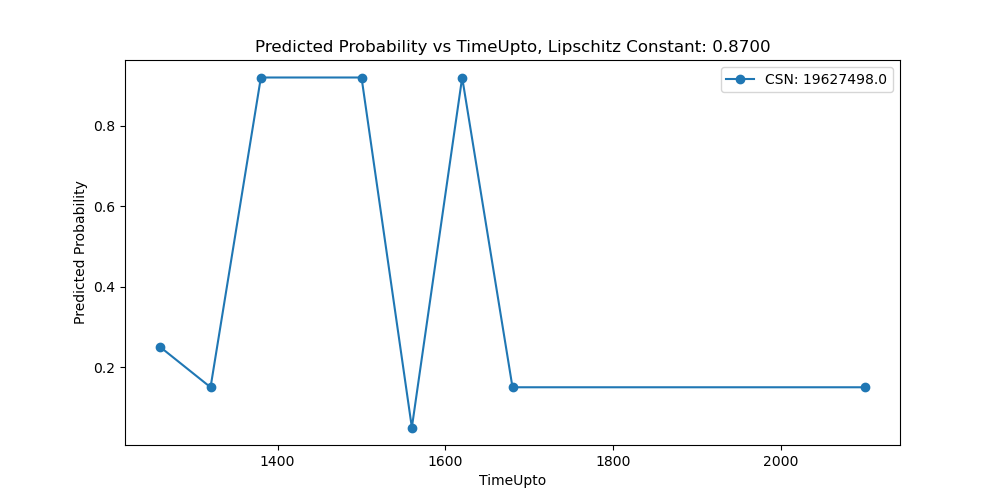 Predicted Probability vs TimeUpto, Lipschitz Constant: 0.8700
CSN: 19627498.0
Predicted Probability
0.8
0.6
0.4
0.2
1400 1600 1800 2000
TimeUpto